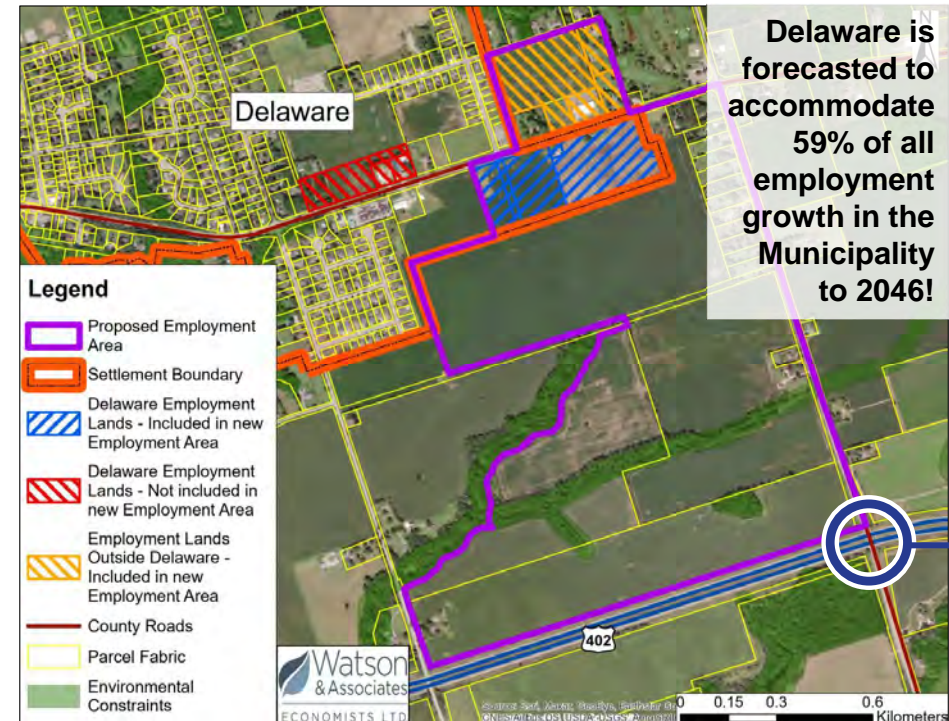 Delaware is
forecasted to
accommodate
59% of all
employment
growth in the
Municipality
to 2046!
N
Delaware
Legend
Proposed Employment
Area
Settlement Boundary
Delaware Employment
Lands - Included in new
Employment Area
Delaware Employment
Lands - Not included in
new Employment Area
Employment Lands
Outside Delaware -
Included in new
Employment Area
County Roads
Parcel Fabric
Environmental
Constraints
Watson
& Associates
ECONOMISTS LTD
402
0 0.15 0.3 0.6
Kilometers